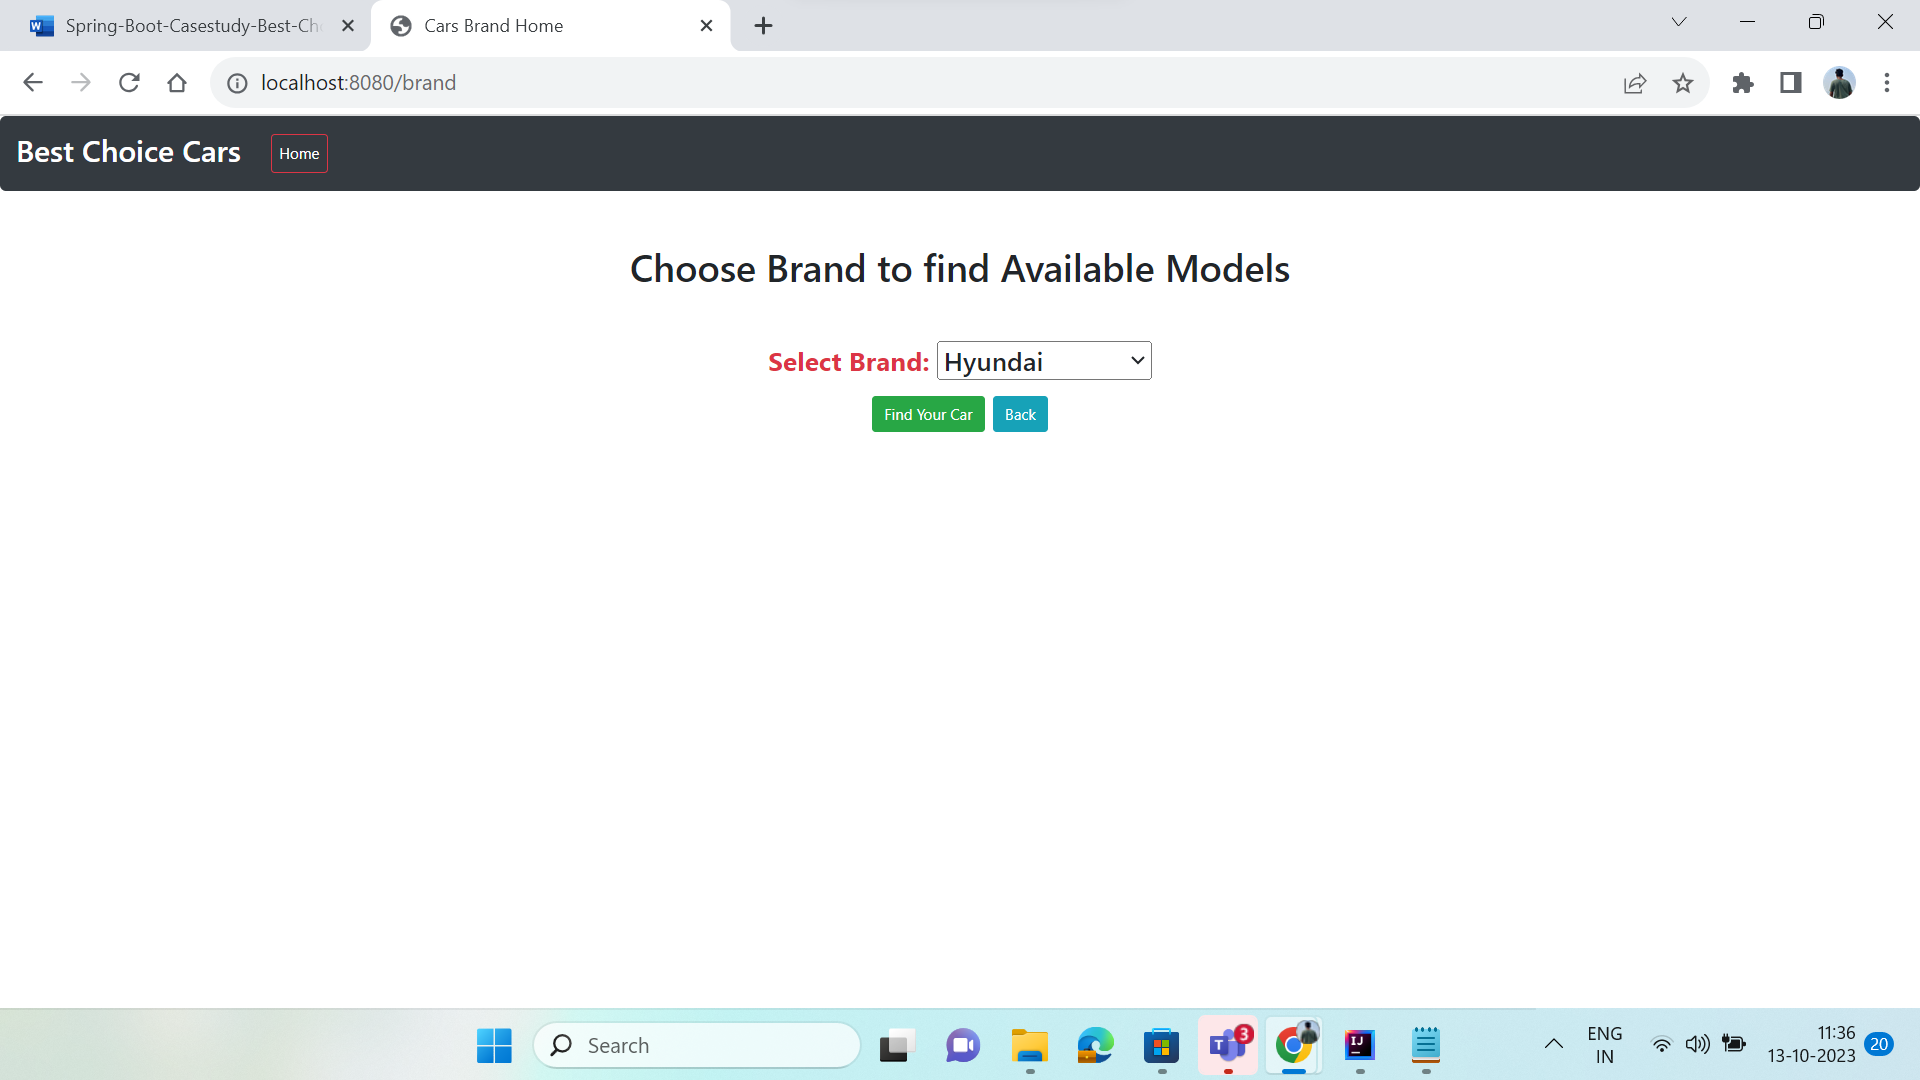 Spring-Boot-Casestudy-Best-Ch
Cars Brand Home
localhost:8080/brand
Best Choice Cars
Home
Choose Brand to find Available Models
Select Brand: Hyundai
Find Your Car Back
Search
3
ENG
IN
11:36
13-10-2023
20